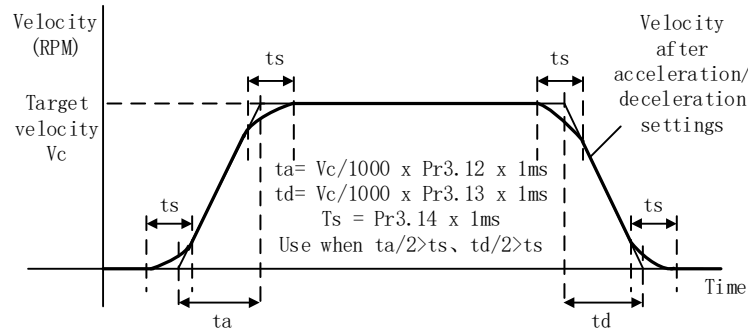 Velocity
(RPM)
ts
ts
Velocity
after
acceleration/
deceleration
settings
Target
velocity
Vc
ta= Vc/1000 x Pr3.12 x 1ms
td= Vc/1000 x Pr3.13 x 1ms
Ts = Pr3.14 x 1ms
Use when ta/2>ts、td/2>ts
ts
ts
Time
ta
td